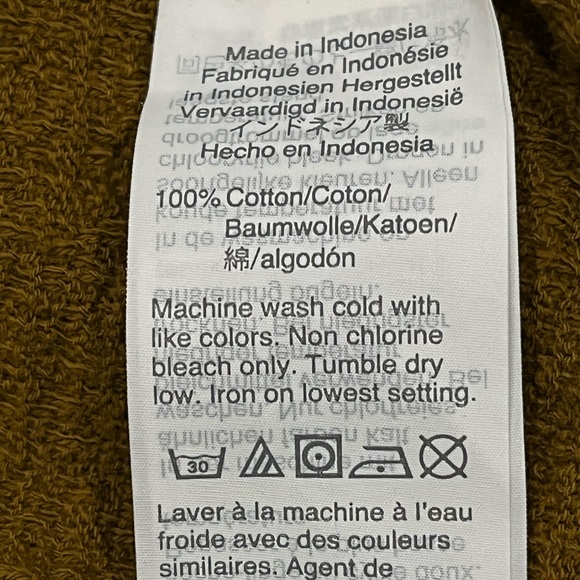 Made in Indonesia
Fabriqué en Indonésie
in Indonesien Hergestellt
Vervaardigd in Indonesië
インドネシア製
Hecho en Indonesia
100% Cotton/Coton/
Baumwolle/Katoen/
綿/algodón
Machine wash cold with
like colors. Non chlorine
bleach only. Tumble dry
low. Iron on lowest setting.
30
Laver à la machine à l'eau
froide avec des couleurs
similaires. Agent de